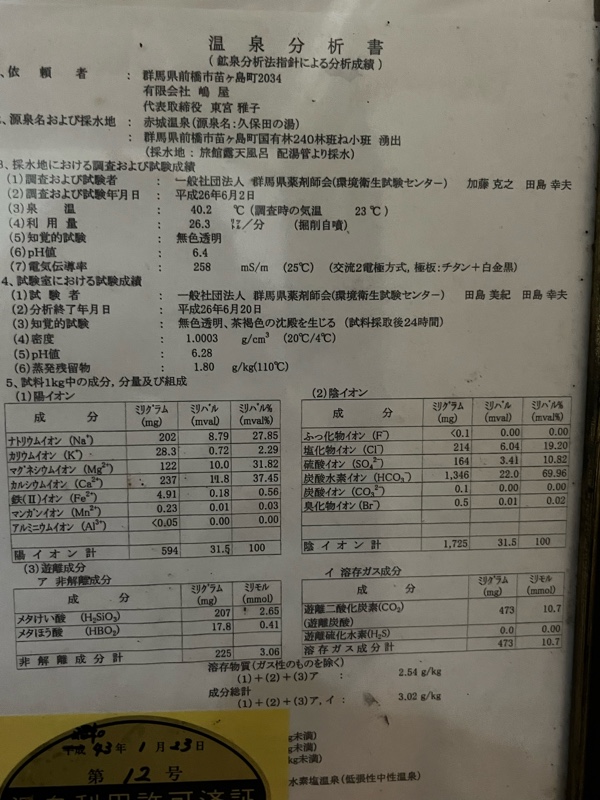 温泉分析書
(鉱泉分析法指針による分析成績)
、依頼者 : 群馬県前橋市苗ヶ島町2034
有限会社 嶋 屋
代表取締役 東宮 雅子
、源泉名および採水地 : 赤城温泉(源泉名:久保田の湯)
: 群馬県前橋市苗ヶ島町国有林240林班ね小班 湧出
(採水地 : 旅館露天風呂 配湯管より採水)
3、採水地における調査および試験成績
(1)調査および試験者 : 一般社団法人 群馬県薬剤師会(環境衛生試験センター) 加藤 克之 田島 幸夫
(2)調査および試験年月日 : 平成26年6月2日
(3)泉温 : 40.2 ℃(調査時の気温 23 ℃)
(4)利用量 : 26.3 ㍑/分 (掘削自噴)
(5)知覚的試験 : 無色透明
(6)pH値 : 6.4
(7)電気伝導率 : 258 mS/m (25℃) (交流2電極方式, 極板:チタン+白金黒)
4、試験室における試験成績
(1)試験者 : 一般社団法人 群馬県薬剤師会(環境衛生試験センター) 田島 美紀 田島 幸夫
(2)分析終了年月日 : 平成26年6月20日
(3)知覚的試験 : 無色透明、茶褐色の沈殿を生じる (試料採取後24時間)
(4)密度 : 1.0003 g/cm³ (20℃/4℃)
(5)pH値 : 6.28
(6)蒸発残留物 : 1.80 g/kg(110℃)
5、試料1kg中の成分, 分量及び組成
(1)陽イオン
成分 ミリグラム(mg) ミリバル(mval) ミリバル%(mval%)
ナトリウムイオン (Na⁺) 202 8.79 27.85
カリウムイオン (K⁺) 28.3 0.72 2.29
マグネシウムイオン (Mg²⁺) 122 10.0 31.82
カルシウムイオン (Ca²⁺) 237 11.8 37.45
鉄(Ⅱ)イオン (Fe²⁺) 4.91 0.18 0.56
マンガンイオン (Mn²⁺) 0.23 0.01 0.03
アルミニウムイオン (Al³⁺) <0.05 0.00 0.00
陽イオン計 594 31.5 100
(2)陰イオン
成分 ミリグラム(mg) ミリバル(mval) ミリバル%(mval%)
ふっ化物イオン (F⁻) <0.1 0.00 0.00
塩化物イオン (Cl⁻) 214 6.04 19.20
硫酸イオン (SO₄²⁻) 164 3.41 10.82
炭酸水素イオン (HCO₃⁻) 1,346 22.0 69.96
炭酸イオン (CO₃²⁻) 0.1 0.00 0.00
臭化物イオン (Br⁻) 0.5 0.01 0.02
陰イオン計 1,725 31.5 100
(3)遊離成分
ア 非解離成分
成分 ミリグラム(mg) ミリモル(mmol)
メタけい酸 (H₂SiO₃) 207 2.65
メタほう酸 (HBO₂) 17.8 0.41
非解離成分計 225 3.06
イ 溶存ガス成分
成分 ミリグラム(mg) ミリモル(mmol)
遊離二酸化炭素(CO₂) 473 10.7
(遊離炭酸)
遊離硫化水素(H₂S) 0.0 0.00
溶存ガス成分計 473 10.7
溶存物質(ガス性のものを除く)
(1)+(2)+(3)ア : 2.54 g/kg
成分総計
(1)+(2)+(3)ア, イ : 3.02 g/kg
g未満)
g未満)
kg未満)
水素塩温泉(低張性中性温泉)
平成 43年 1月 23日
第 12 号
温泉利用許可済証